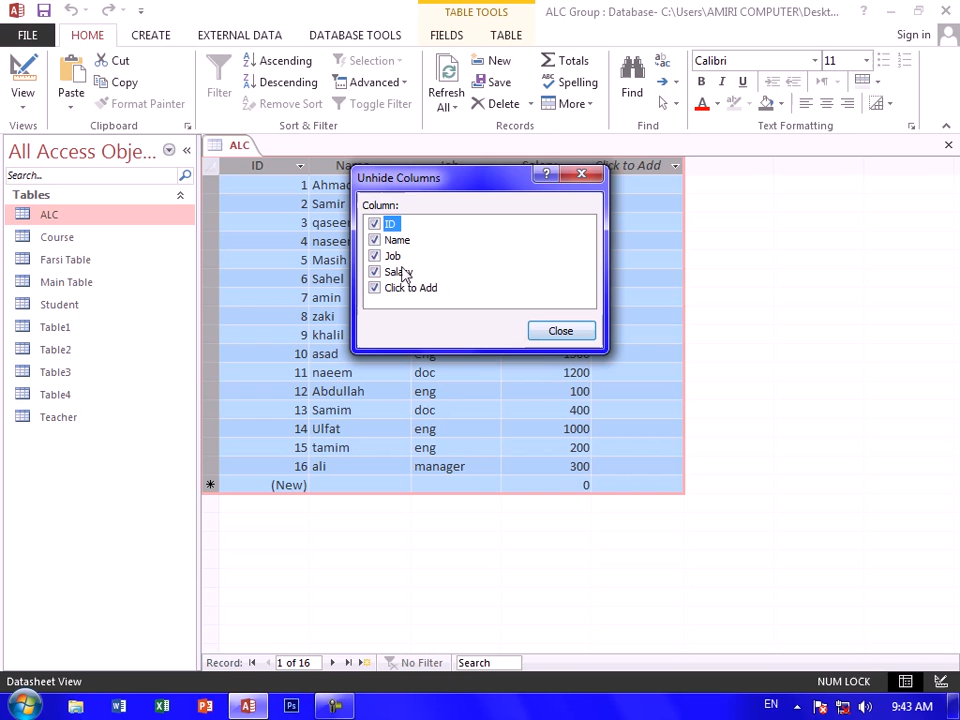 ALC Group : Database- C:\Users\AMIRI COMPUTER\Deskt...
TABLE TOOLS
Sign in
FILE
HOME
CREATE
EXTERNAL DATA
DATABASE TOOLS
FIELDS
TABLE
View
Views
Paste
Cut
Copy
Format Painter
Clipboard
Filter
Ascending
Descending
Remove Sort
Selection
Advanced
Toggle Filter
Sort & Filter
Refresh
All
New
Save
Delete
Totals
Spelling
More
Records
Find
Find
Calibri
11
B I U
A
Text Formatting
All Access Obje...
Search...
Tables
ALC
Course
Farsi Table
Main Table
Student
Table1
Table2
Table3
Table4
Teacher
ALC
ID
Click to Add
1 Ahmad
2 Samir
3 qaseem
4 naseer
5 Masih
6 Sahel
7 amin
8 zaki
9 khalil
10 asad eng 1500
11 naeem doc 1200
12 Abdullah eng 100
13 Samim doc 400
14 Ulfat eng 1000
15 tamim eng 200
16 ali manager 300
(New) 0
Unhide Columns
Column:
ID
Name
Job
Salary
Click to Add
Close
Record: 1 of 16 No Filter Search
Datasheet View
NUM LOCK
EN
9:43 AM